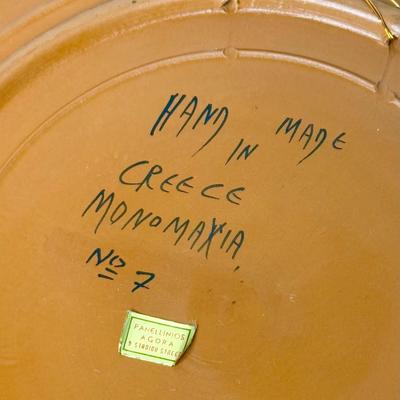 HAND MADE
IN
GREECE
MONOMAXIA
No 7
PANELLINIOS
AGORA
9 STADIOU STREET